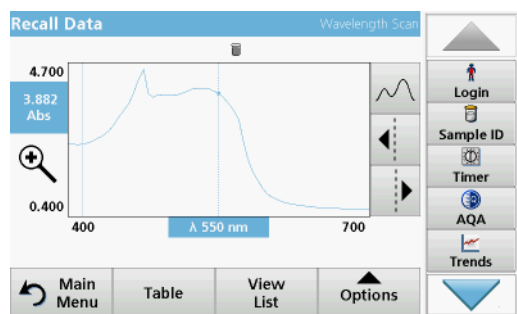 Recall Data
Wavelength Scan
4.700
3.882
Abs
0.400
400
λ 550 nm
700
Main
Menu
Table
View
List
Options
Login
Sample ID
Timer
AQA
Trends